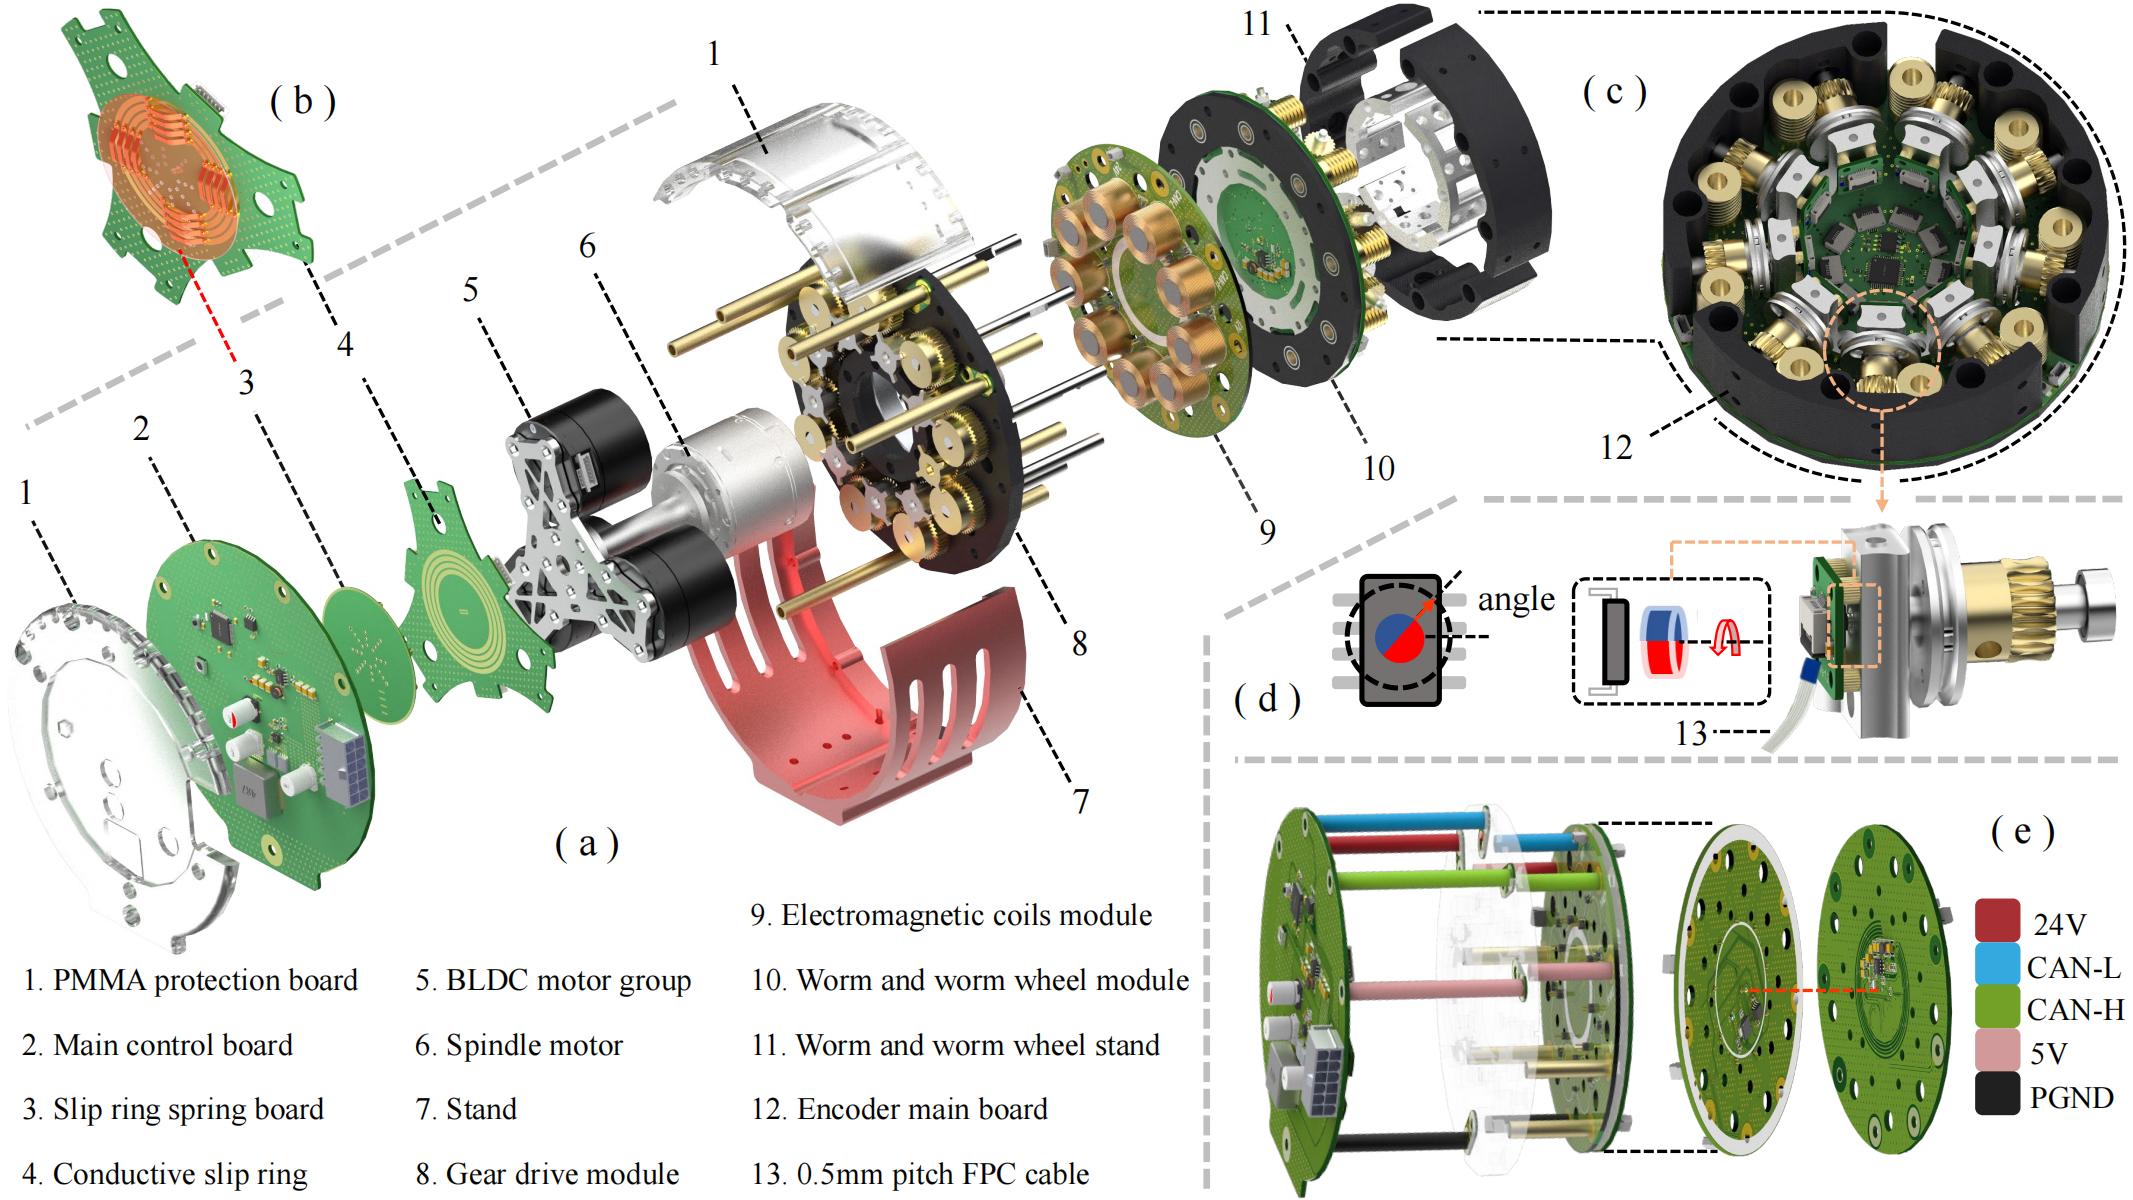 ( b )
1
11
( c )
6
5
4
3
2
1
12
10
9
angle
( d )
13
8
7
( a )
( e )
24V
CAN-L
CAN-H
5V
PGND
9. Electromagnetic coils module
1. PMMA protection board
5. BLDC motor group
10. Worm and worm wheel module
2. Main control board
6. Spindle motor
11. Worm and worm wheel stand
3. Slip ring spring board
7. Stand
12. Encoder main board
4. Conductive slip ring
8. Gear drive module
13. 0.5mm pitch FPC cable